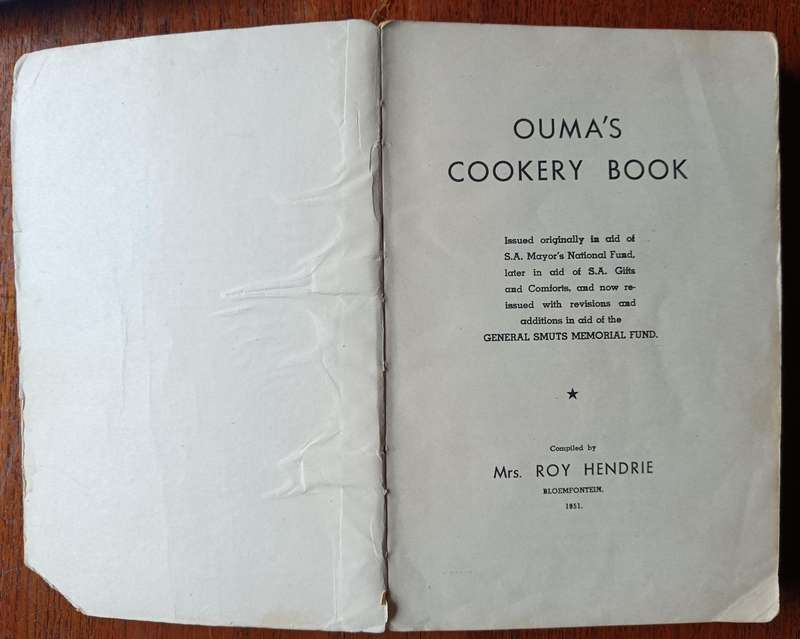 OUMA'S
COOKERY BOOK
Issued originally in aid of
S.A. Mayor's National Fund,
later in aid of S.A. Gifts
and Comforts, and now re-
issued with revisions and
additions in aid of the
GENERAL SMUTS MEMORIAL FUND.
Compiled by
Mrs. ROY HENDRIE
BLOEMFONTEIN.
1951.